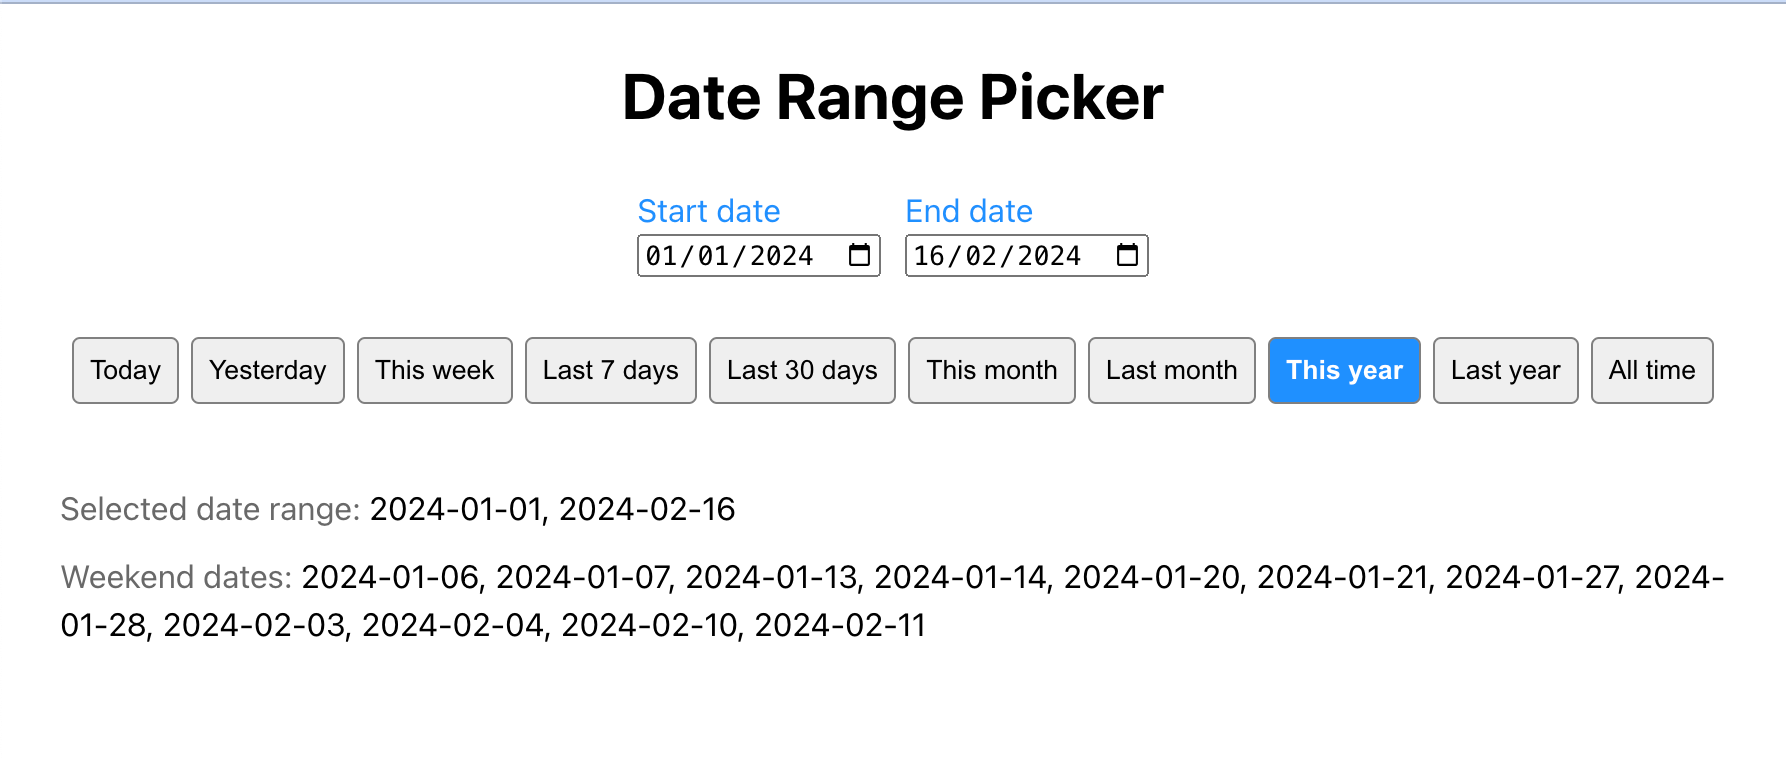 Date Range Picker
Start date End date
01/01/2024 16/02/2024
Today Yesterday This week Last 7 days Last 30 days This month Last month This year Last year All time
Selected date range: 2024-01-01, 2024-02-16
Weekend dates: 2024-01-06, 2024-01-07, 2024-01-13, 2024-01-14, 2024-01-20, 2024-01-21, 2024-01-27, 2024-
01-28, 2024-02-03, 2024-02-04, 2024-02-10, 2024-02-11